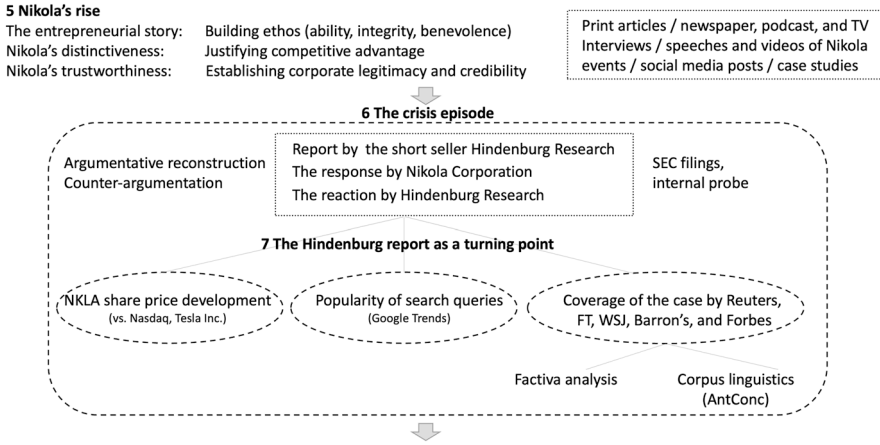 5 Nikola's rise
The entrepreneurial story: Building ethos (ability, integrity, benevolence)
Nikola's distinctiveness: Justifying competitive advantage
Nikola's trustworthiness: Establishing corporate legitimacy and credibility
Print articles / newspaper, podcast, and TV
Interviews / speeches and videos of Nikola
events / social media posts / case studies
6 The crisis episode
Argumentative reconstruction
Counter-argumentation
Report by the short seller Hindenburg Research
The response by Nikola Corporation
The reaction by Hindenburg Research
SEC filings,
internal probe
7 The Hindenburg report as a turning point
NKLA share price development
(vs. Nasdaq, Tesla Inc.)
Popularity of search queries
(Google Trends)
Coverage of the case by Reuters,
FT, WSJ, Barron's, and Forbes
Factiva analysis
Corpus linguistics
(AntConc)